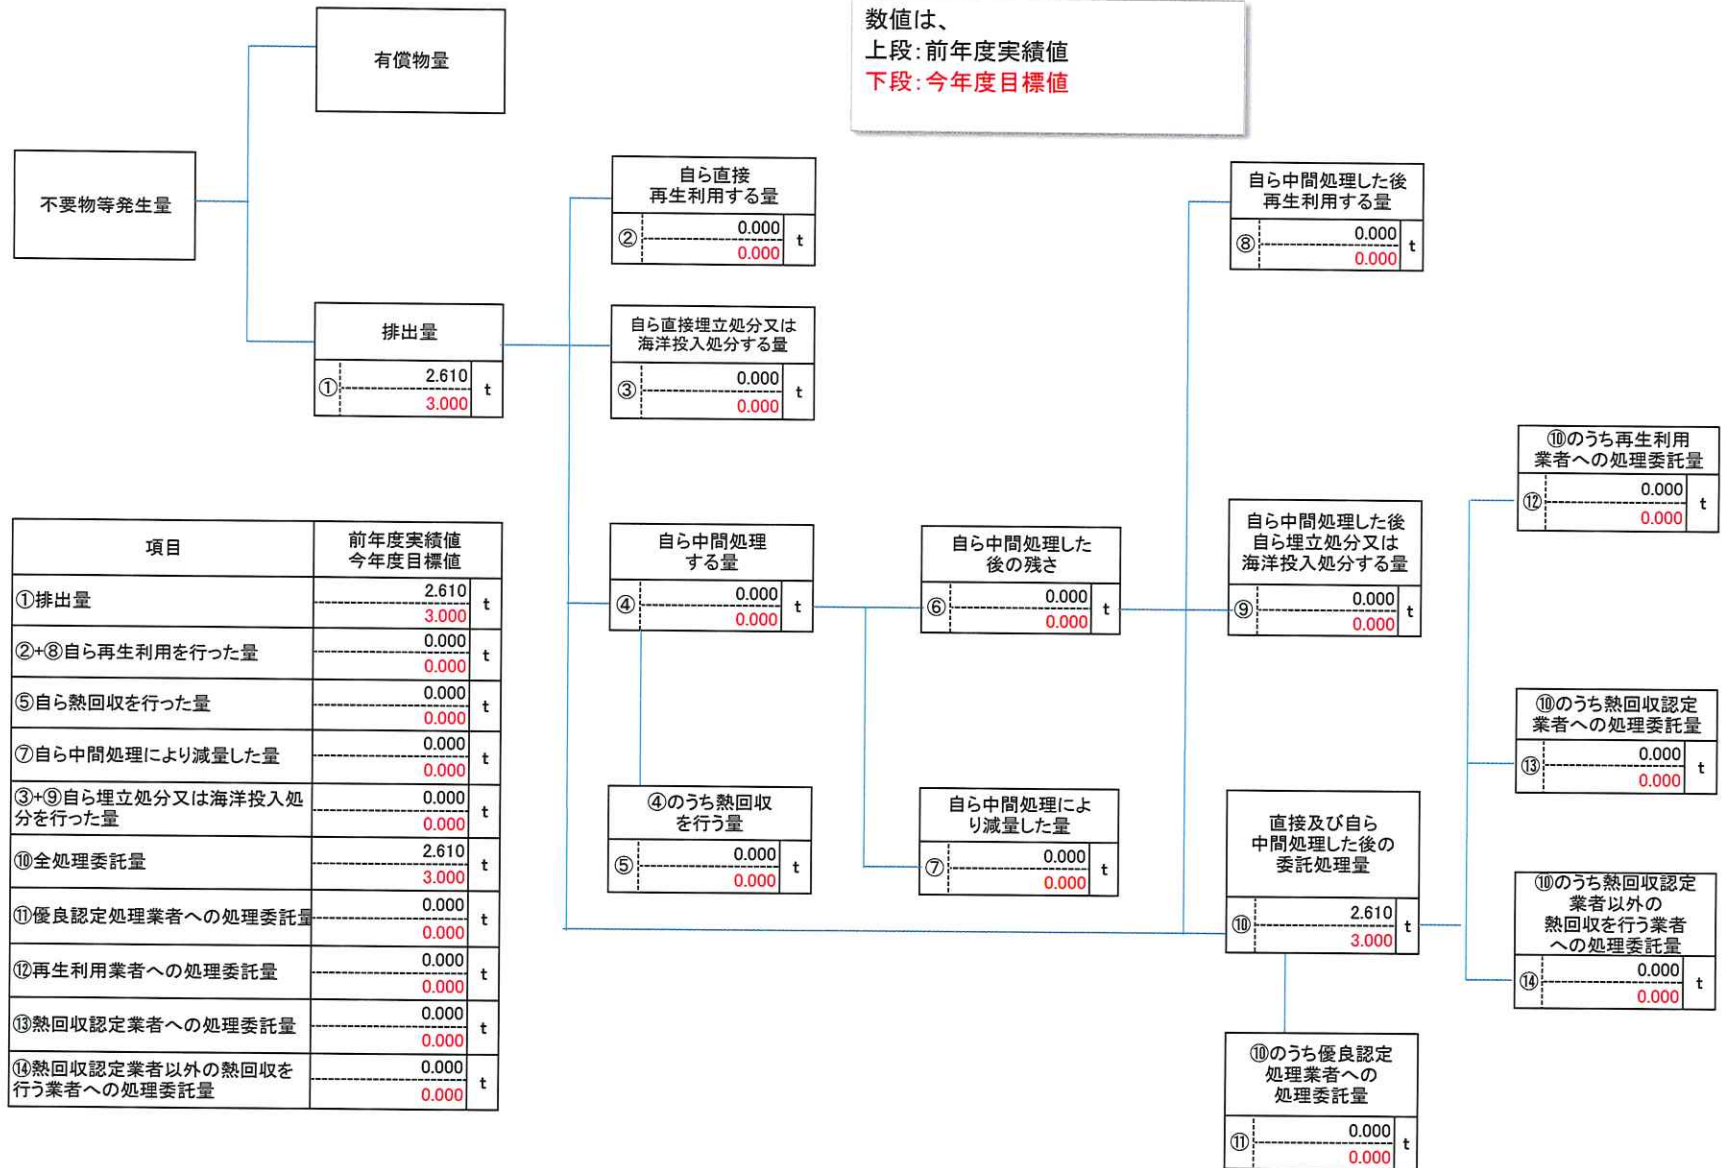 数値は、
上段：前年度実績値
下段：今年度目標値
有償物量
不要物等発生量
排出量
①
2.610
3.000
t
自ら直接
再生利用する量
②
0.000
0.000
t
自ら直接埋立処分又は
海洋投入処分する量
③
0.000
0.000
t
自ら中間処理
する量
④
0.000
0.000
t
④のうち熱回収
を行う量
⑤
0.000
0.000
t
自ら中間処理した
後の残さ
⑥
0.000
0.000
t
自ら中間処理によ
り減量した量
⑦
0.000
0.000
t
自ら中間処理した後
再生利用する量
⑧
0.000
0.000
t
自ら中間処理した後
自ら埋立処分又は
海洋投入処分する量
⑨
0.000
0.000
t
直接及び自ら
中間処理した後の
委託処理量
⑩
2.610
3.000
t
⑩のうち優良認定
処理業者への
処理委託量
⑪
0.000
0.000
t
⑩のうち再生利用
業者への処理委託量
⑫
0.000
0.000
t
⑩のうち熱回収認定
業者への処理委託量
⑬
0.000
0.000
t
⑩のうち熱回収認定
業者以外の
熱回収を行う業者
への処理委託量
⑭
0.000
0.000
t
項目
前年度実績値
今年度目標値
①排出量
2.610
3.000
t
②+⑧自ら再生利用を行った量
0.000
0.000
t
⑤自ら熱回収を行った量
0.000
0.000
t
⑦自ら中間処理により減量した量
0.000
0.000
t
③+⑨自ら埋立処分又は海洋投入処
分を行った量
0.000
0.000
t
⑩全処理委託量
2.610
3.000
t
⑪優良認定処理業者への処理委託量
0.000
0.000
t
⑫再生利用業者への処理委託量
0.000
0.000
t
⑬熱回収認定業者への処理委託量
0.000
0.000
t
⑭熱回収認定業者以外の熱回収を
行う業者への処理委託量
0.000
0.000
t